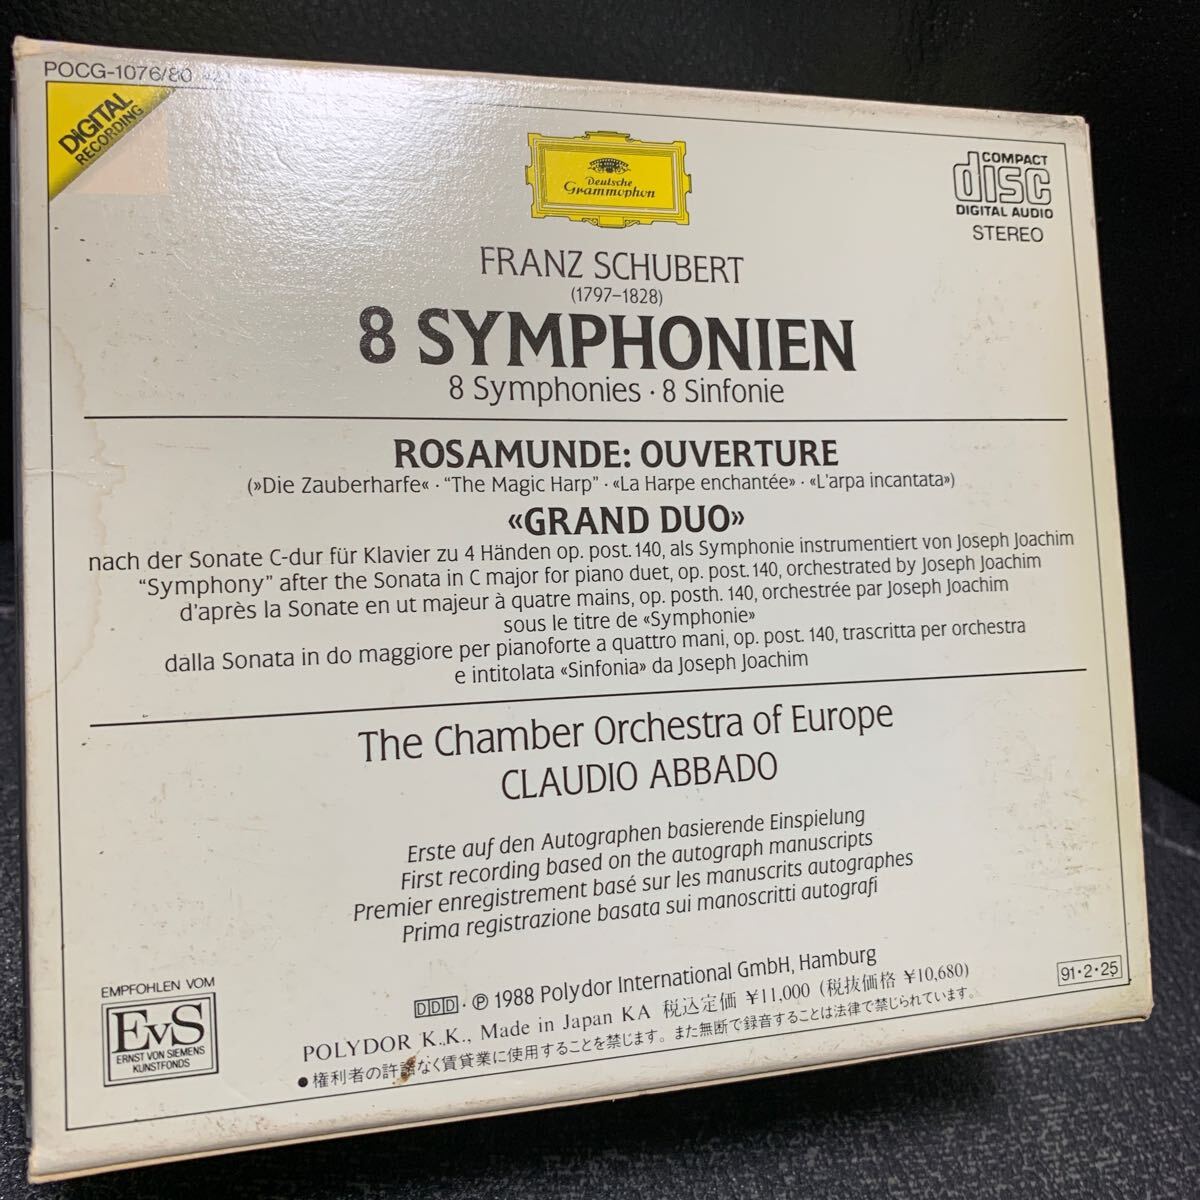 POCG-1076/80
DIGITAL
RECORDING
Deutsche
Grammophon
COMPACT
disc
DIGITAL AUDIO
STEREO
FRANZ SCHUBERT
(1797–1828)
8 SYMPHONIEN
8 Symphonies · 8 Sinfonie
ROSAMUNDE: OUVERTURE
(»Die Zauberharfe« · “The Magic Harp” · «La Harpe enchantée» · «L'arpa incantata»)
«GRAND DUO»
nach der Sonate C-dur für Klavier zu 4 Händen op. post. 140, als Symphonie instrumentiert von Joseph Joachim
“Symphony” after the Sonata in C major for piano duet, op. post. 140, orchestrated by Joseph Joachim
d'après la Sonate en ut majeur à quatre mains, op. posth. 140, orchestrée par Joseph Joachim
sous le titre de «Symphonie»
dalla Sonata in do maggiore per pianoforte a quattro mani, op. post. 140, trascritta per orchestra
e intitolata «Sinfonia» da Joseph Joachim
The Chamber Orchestra of Europe
CLAUDIO ABBADO
Erste auf den Autographen basierende Einspielung
First recording based on the autograph manuscripts
Premier enregistrement basé sur les manuscrits autographes
Prima registrazione basata sui manoscritti autografi
EMPFOHLEN VOM
EvS
ERNST VON SIEMENS
KUNSTFONDS
DDD · ℗ 1988 Polydor International GmbH, Hamburg
POLYDOR K.K., Made in Japan KA 税込定価 ¥11,000 (税抜価格 ¥10,680)
●権利者の許諾なく賃貸業に使用することを禁じます。また無断で録音することは法律で禁じられています。
91·2·25